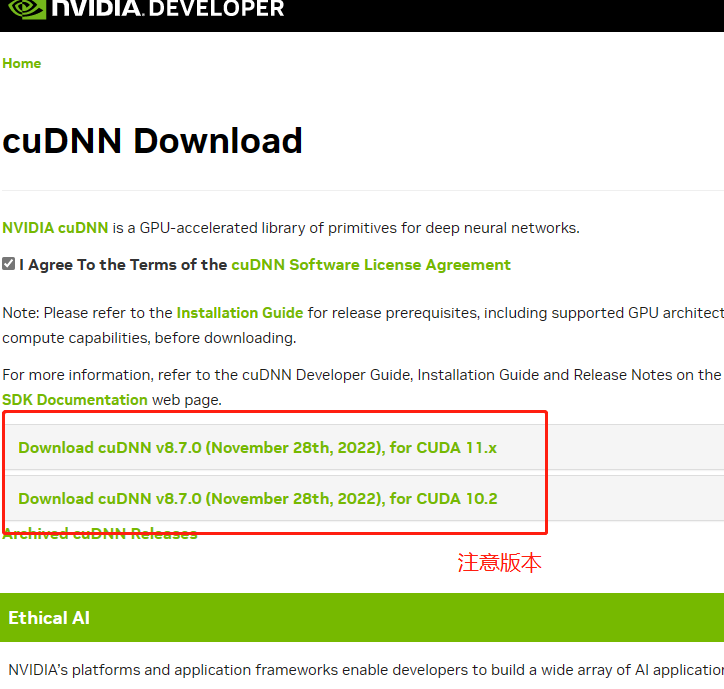 NVIDIA. DEVELOPER
Home
cuDNN Download
NVIDIA cuDNN is a GPU-accelerated library of primitives for deep neural networks.
I Agree To the Terms of the cuDNN Software License Agreement
Note: Please refer to the Installation Guide for release prerequisites, including supported GPU architect
compute capabilities, before downloading.
For more information, refer to the cuDNN Developer Guide, Installation Guide and Release Notes on the
SDK Documentation web page.
Download cuDNN v8.7.0 (November 28th, 2022), for CUDA 11.x
Download cuDNN v8.7.0 (November 28th, 2022), for CUDA 10.2
Archived cuDNN Releases
注意版本
Ethical AI
NVIDIA's platforms and application frameworks enable developers to build a wide array of AI applicatio